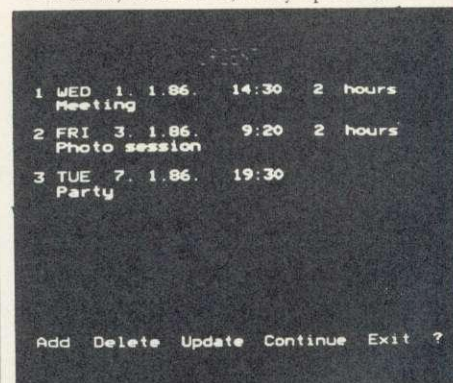 1 WED 1. 1.86. 14:30 2 hours
Meeting
2 FRI 3. 1.86. 9:20 2 hours
Photo session
3 TUE 7. 1.86. 19:30
Party
Add Delete Update Continue Exit ?